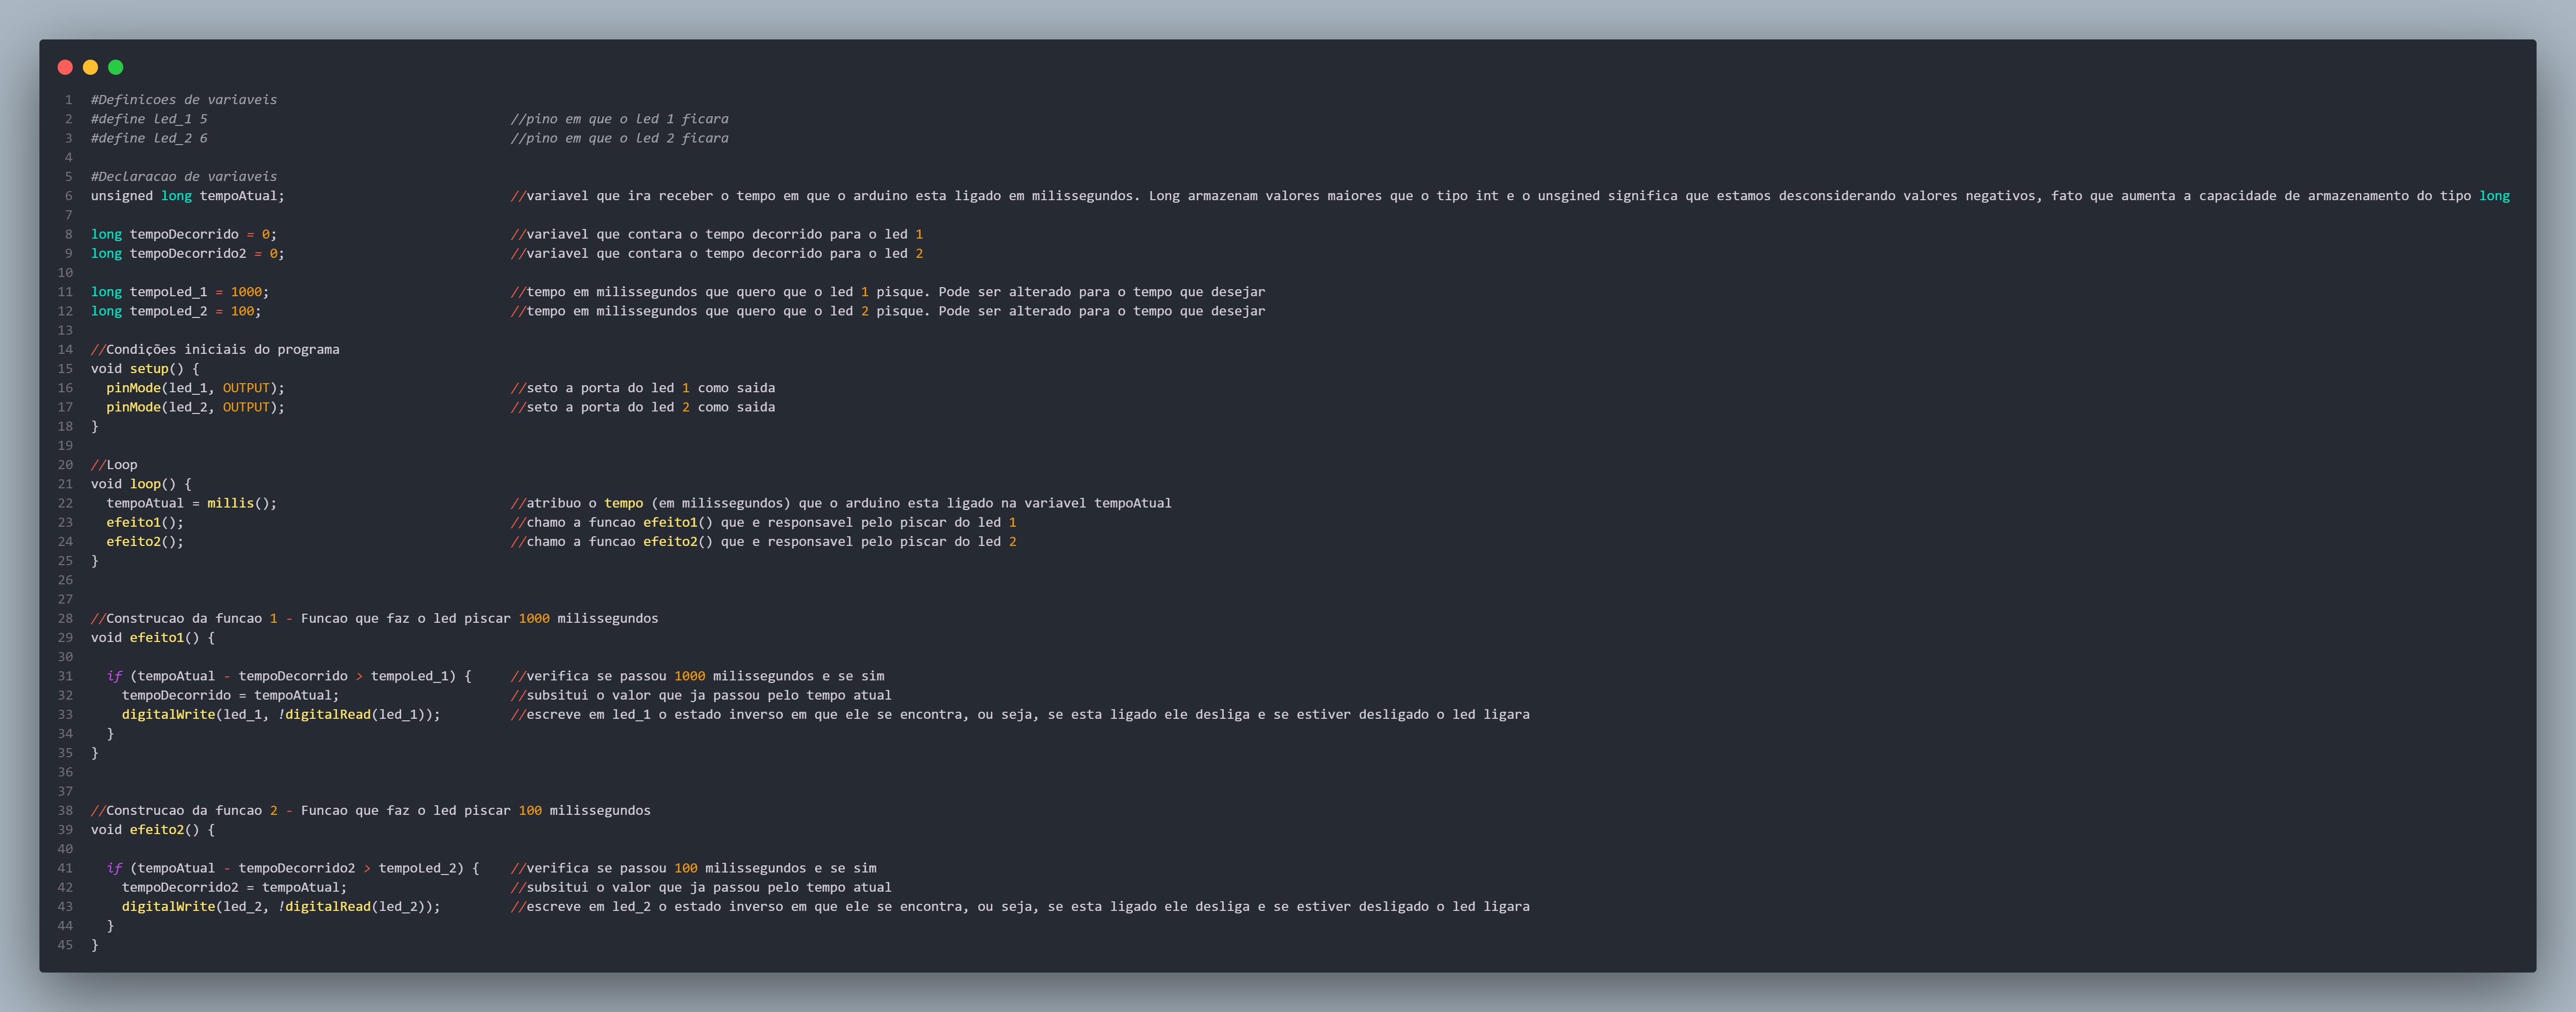 1 #Definicoes de variaveis
2 #define led_1 5 //pino em que o led 1 ficara
3 #define led_2 6 //pino em que o led 2 ficara
4
5 #Declaracao de variaveis
6 unsigned long tempoAtual; //variavel que ira receber o tempo em que o arduino esta ligado em milissegundos. Long armazenam valores maiores que o tipo int e o unsgined significa que estamos desconsiderando valores negativos, fato que aumenta a capacidade de armazenamento do tipo long
7
8 long tempoDecorrido = 0; //variavel que contara o tempo decorrido para o led 1
9 long tempoDecorrido2 = 0; //variavel que contara o tempo decorrido para o led 2
10
11 long tempoLed_1 = 1000; //tempo em milissegundos que quero que o led 1 pisque. Pode ser alterado para o tempo que desejar
12 long tempoLed_2 = 100; //tempo em milissegundos que quero que o led 2 pisque. Pode ser alterado para o tempo que desejar
13
14 //Condições iniciais do programa
15 void setup() {
16   pinMode(led_1, OUTPUT); //seto a porta do led 1 como saida
17   pinMode(led_2, OUTPUT); //seto a porta do led 2 como saida
18 }
19
20 //Loop
21 void loop() {
22   tempoAtual = millis(); //atribuo o tempo (em milissegundos) que o arduino esta ligado na variavel tempoAtual
23   efeito1(); //chamo a funcao efeito1() que e responsavel pelo piscar do led 1
24   efeito2(); //chamo a funcao efeito2() que e responsavel pelo piscar do led 2
25 }
26
27
28 //Construcao da funcao 1 - Funcao que faz o led piscar 1000 milissegundos
29 void efeito1() {
30
31   if (tempoAtual - tempoDecorrido > tempoLed_1) { //verifica se passou 1000 milissegundos e se sim
32     tempoDecorrido = tempoAtual; //subsitui o valor que ja passou pelo tempo atual
33     digitalWrite(led_1, !digitalRead(led_1)); //escreve em led_1 o estado inverso em que ele se encontra, ou seja, se esta ligado ele desliga e se estiver desligado o led ligara
34   }
35 }
36
37
38 //Construcao da funcao 2 - Funcao que faz o led piscar 100 milissegundos
39 void efeito2() {
40
41   if (tempoAtual - tempoDecorrido2 > tempoLed_2) { //verifica se passou 100 milissegundos e se sim
42     tempoDecorrido2 = tempoAtual; //subsitui o valor que ja passou pelo tempo atual
43     digitalWrite(led_2, !digitalRead(led_2)); //escreve em led_2 o estado inverso em que ele se encontra, ou seja, se esta ligado ele desliga e se estiver desligado o led ligara
44   }
45 }